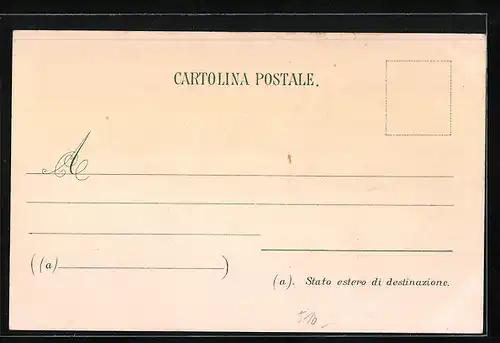 CARTOLINA POSTALE.
A
((a) )
(a). Stato estero di destinazione.